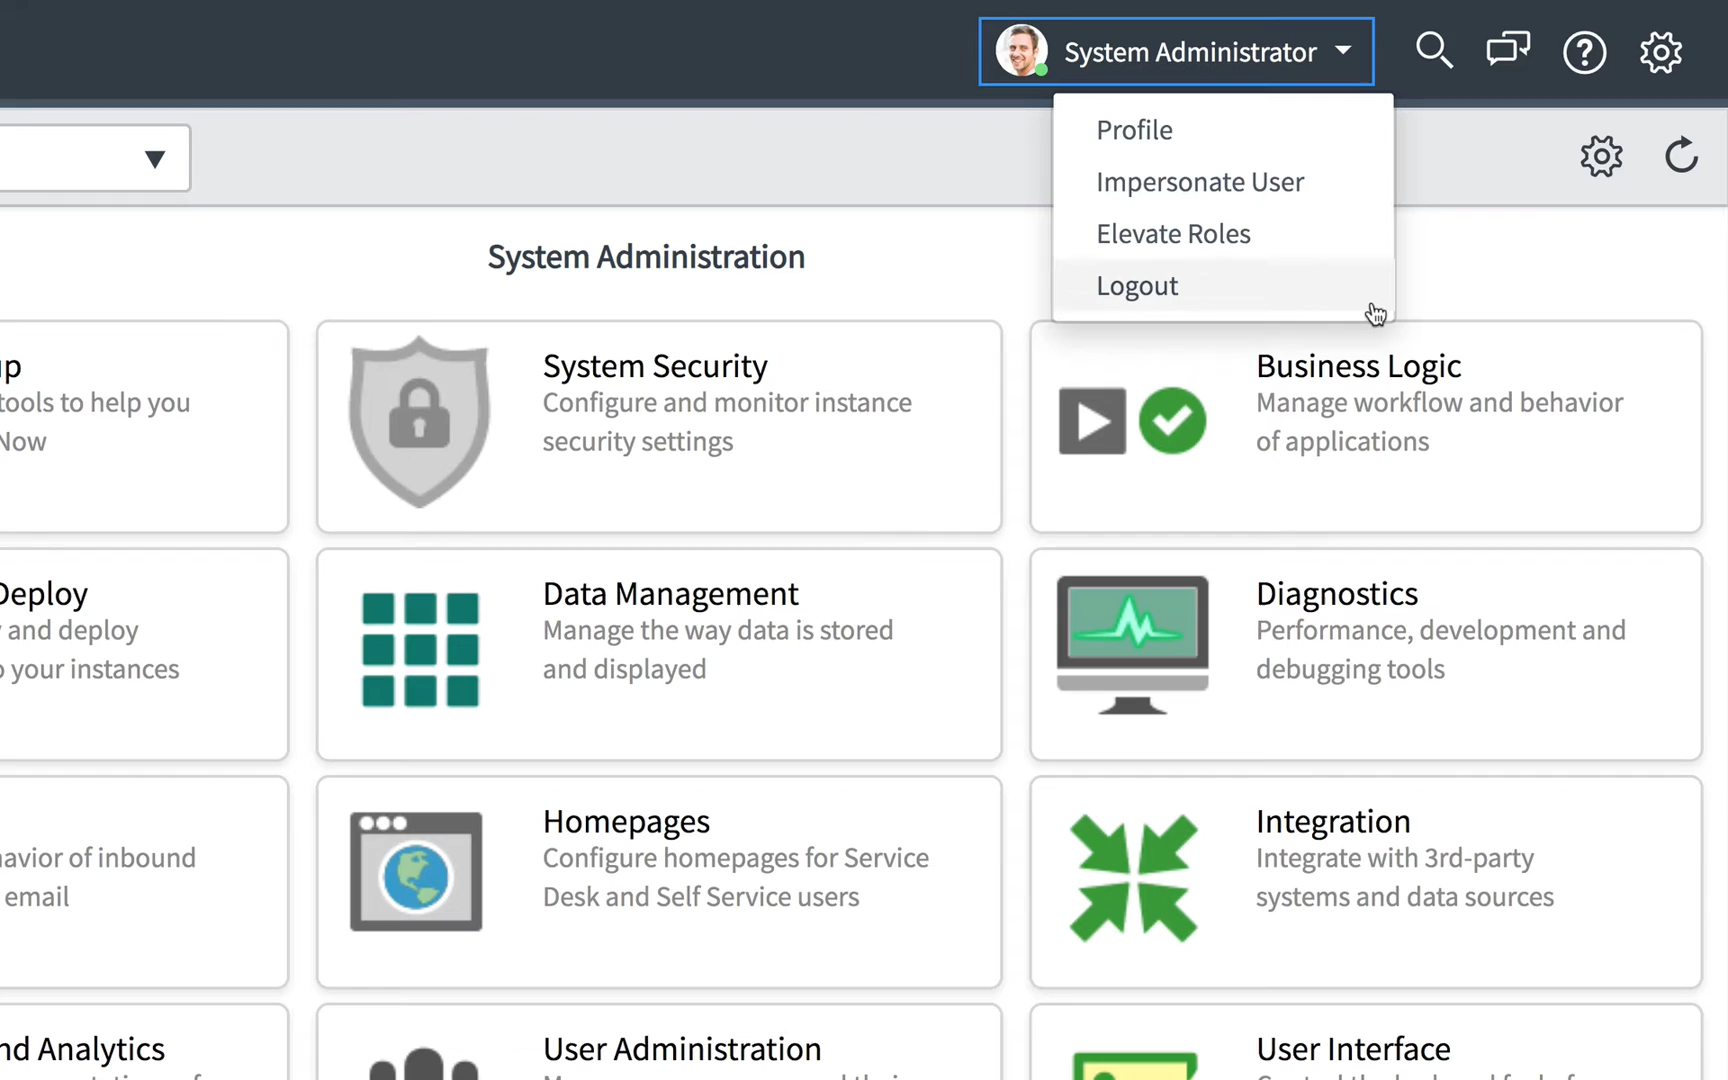 System Administrator
Profile
Impersonate User
Elevate Roles
Logout
System Administration
up
tools to help you
Now
System Security
Configure and monitor instance
security settings
Business Logic
Manage workflow and behavior
of applications
Deploy
and deploy
your instances
Data Management
Manage the way data is stored
and displayed
Diagnostics
Performance, development and
debugging tools
avior of inbound
email
Homepages
Configure homepages for Service
Desk and Self Service users
Integration
Integrate with 3rd-party
systems and data sources
nd Analytics
User Administration
User Interface